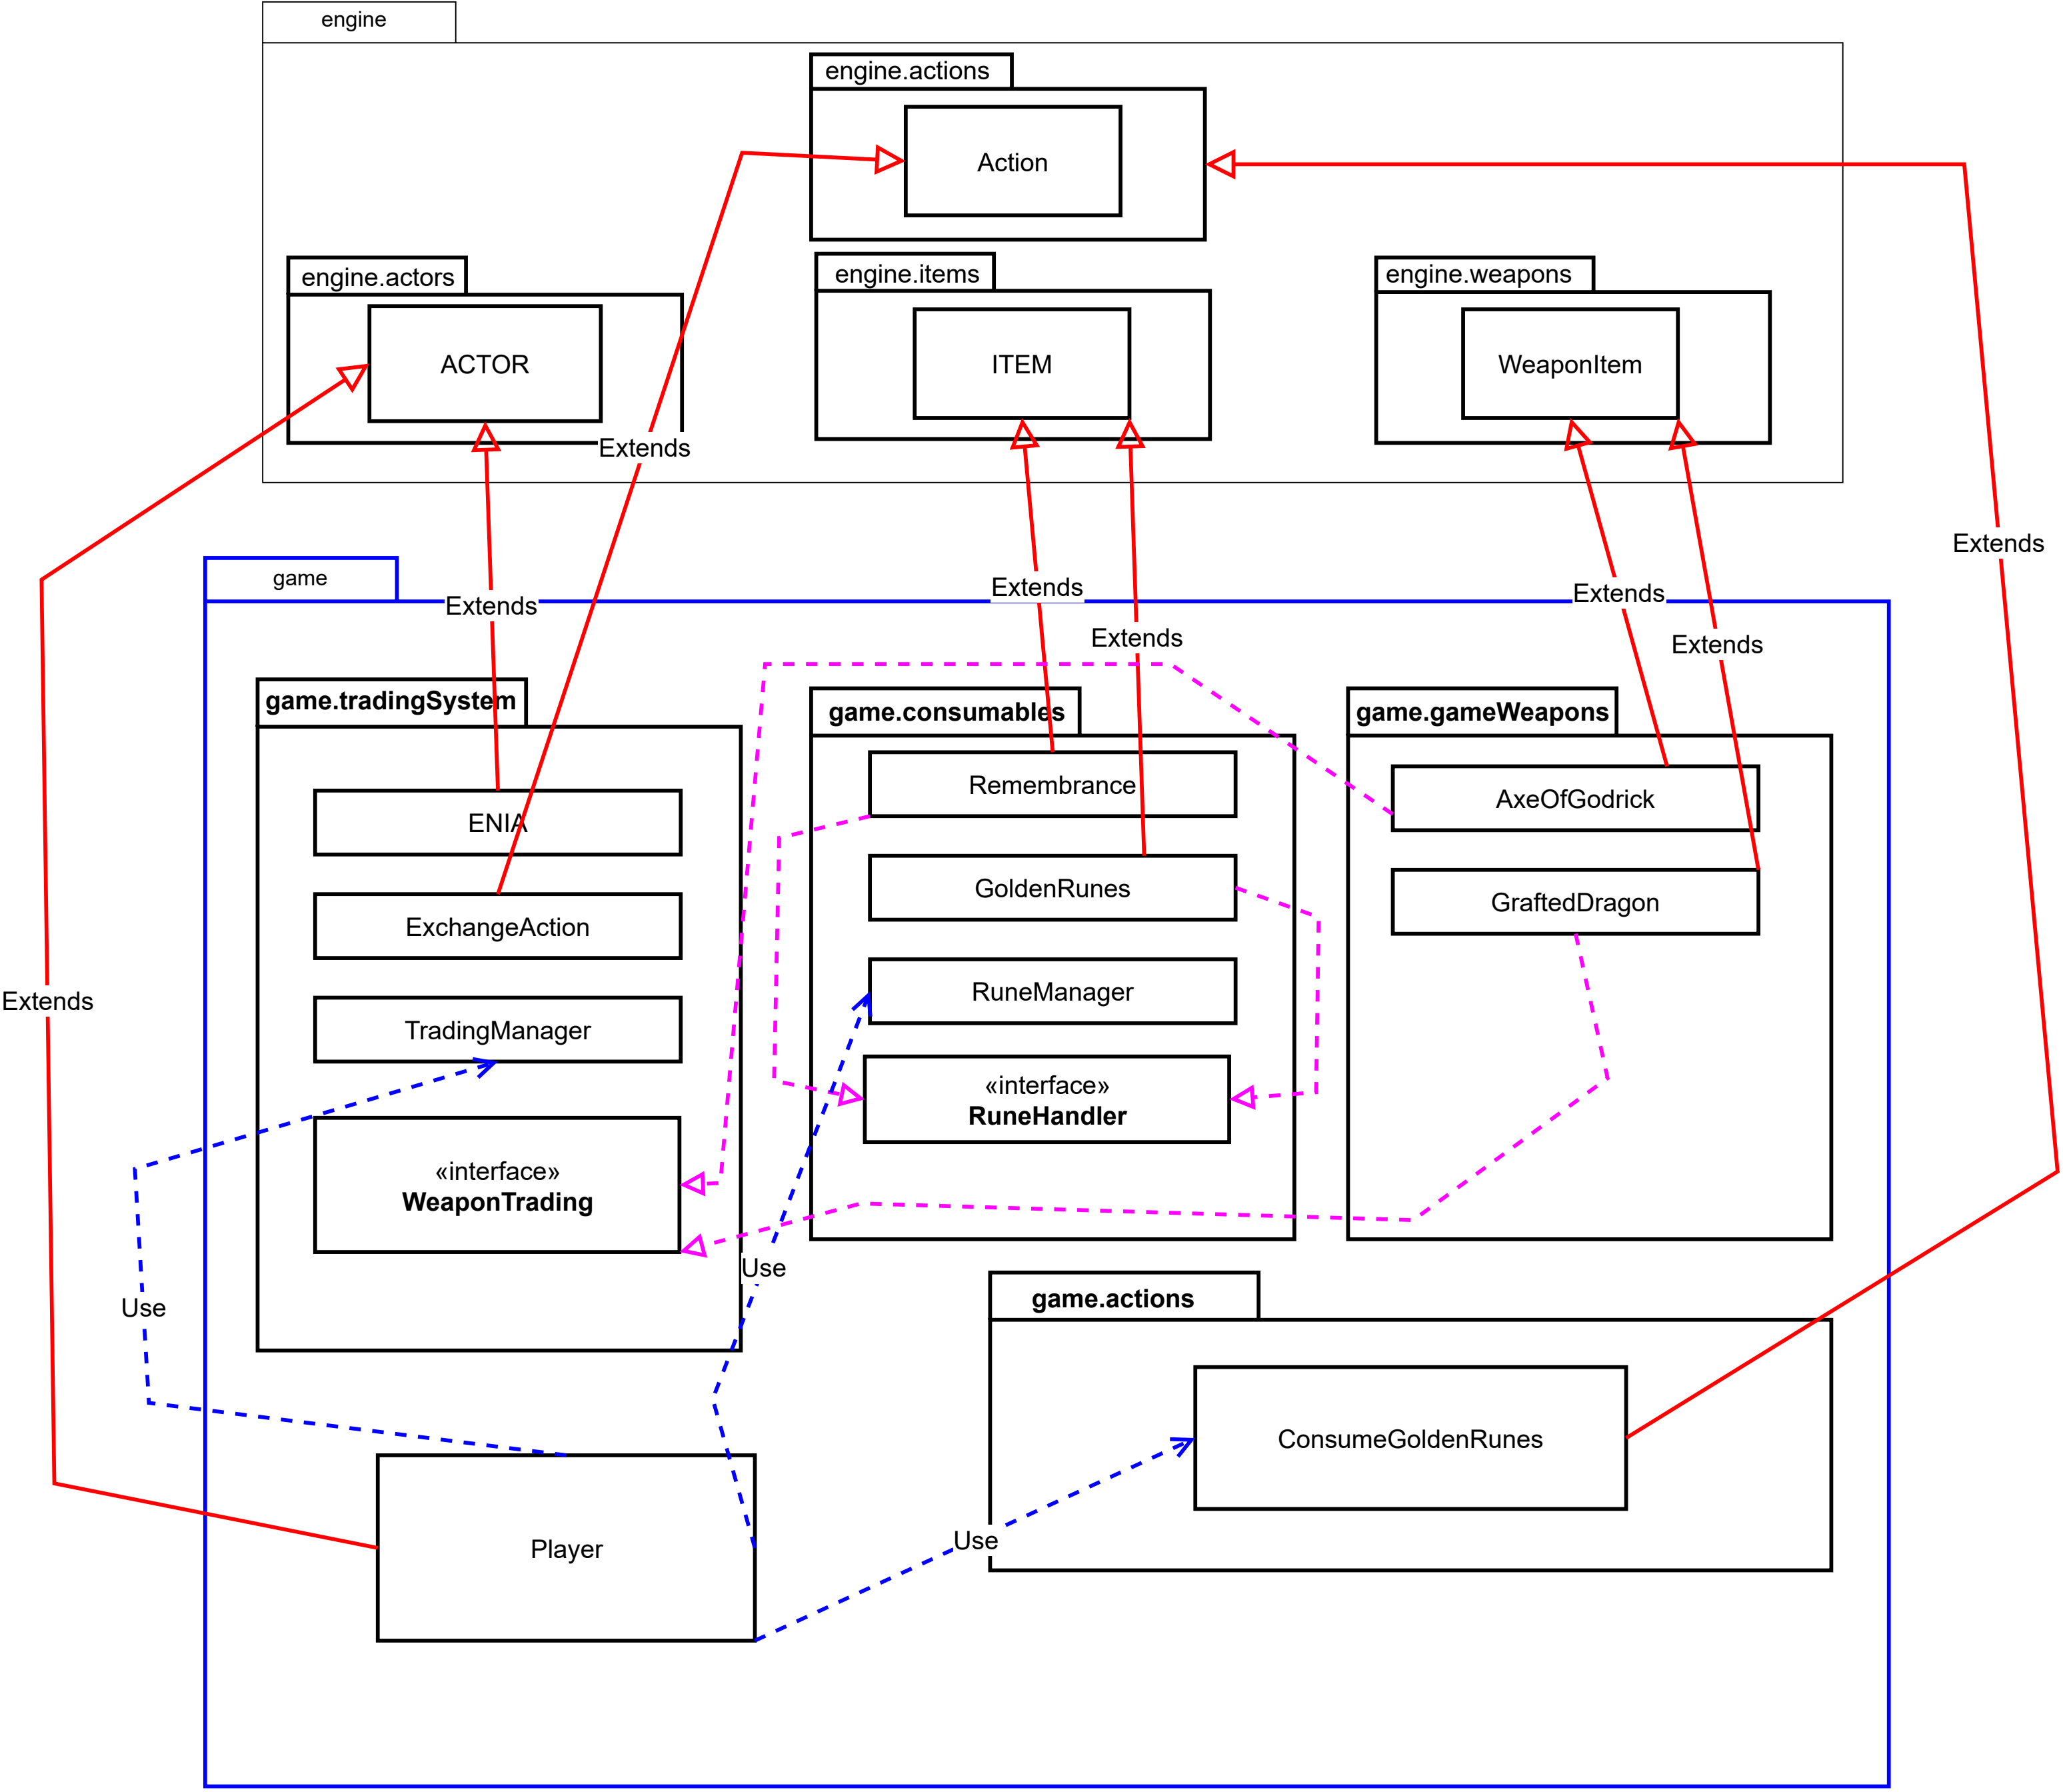 engine
engine.actions
Action
engine.actors
engine.items
engine.weapons
ACTOR
ITEM
WeaponItem
Extends
Extends
game
Extends
Extends
Extends
Extends
Extends
game.tradingSystem
game.consumables
game.gameWeapons
Remembrance
AxeOfGodrick
ENIA
GoldenRunes
GraftedDragon
ExchangeAction
RuneManager
Extends
TradingManager
«interface»
RuneHandler
«interface»
WeaponTrading
Use
Use
game.actions
ConsumeGoldenRunes
Use
Player